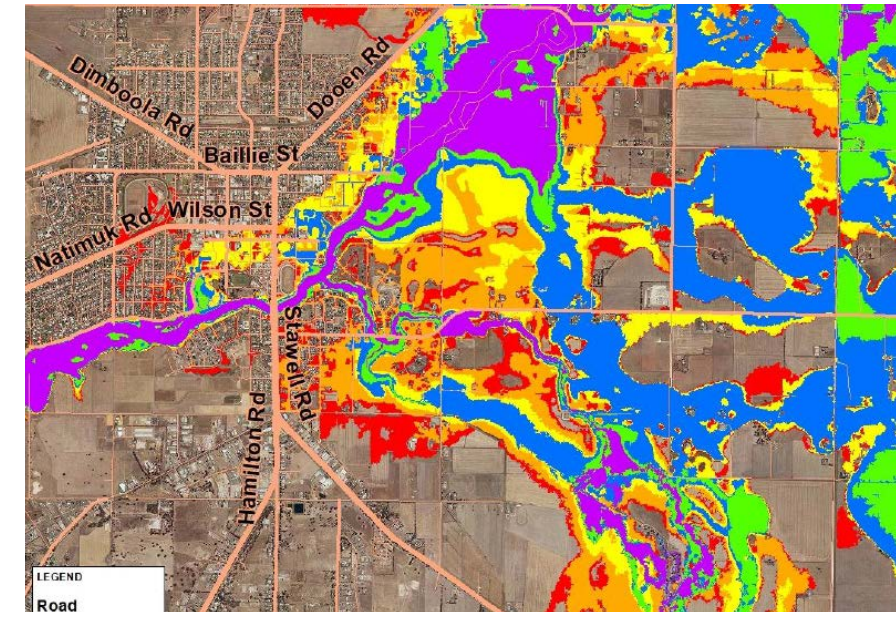 Dimboola Rd
Dooen Rd
Baillie St
Wilson St
Natimuk Rd
Stawell Rd
Hamilton Rd
LEGEND
Road